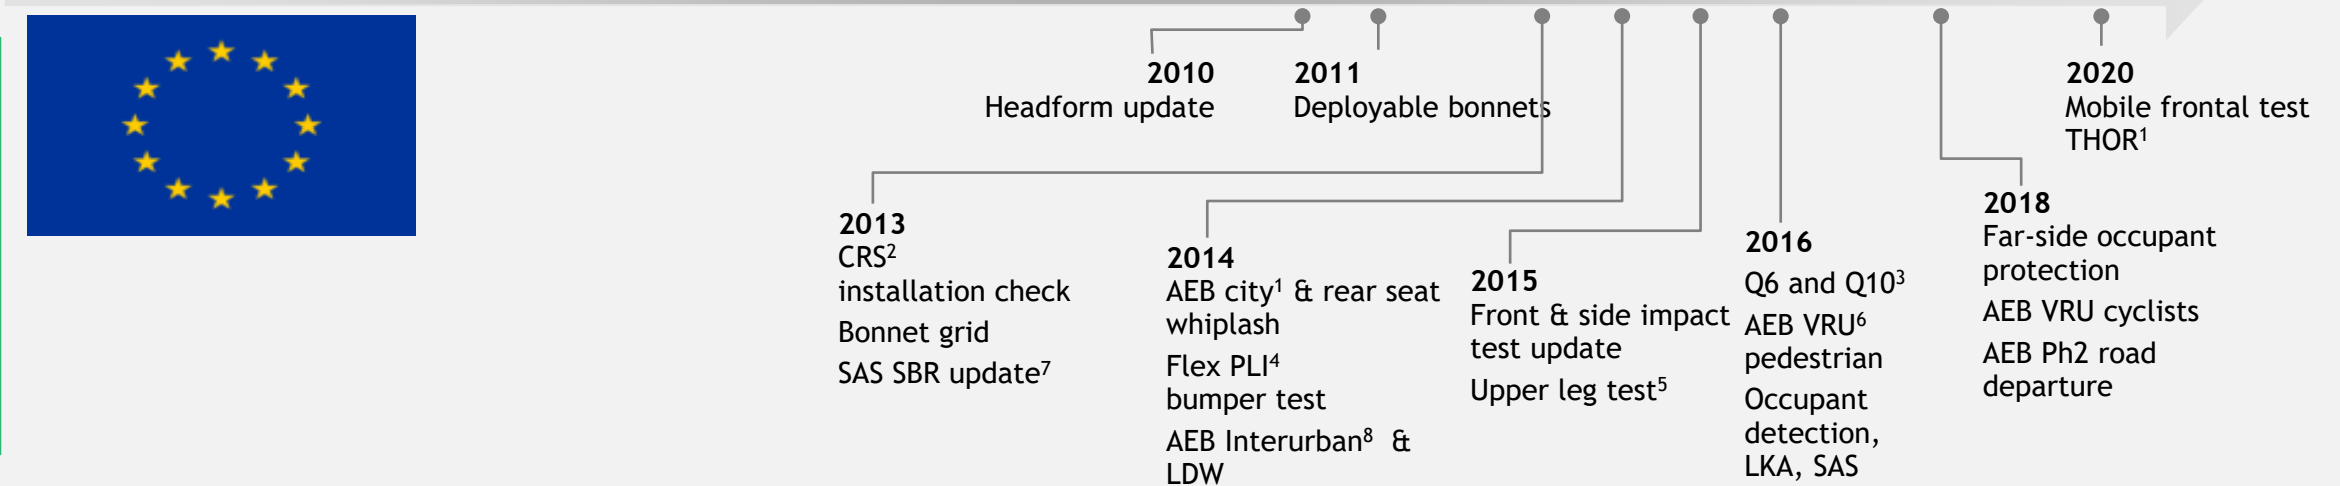 2010
Headform update
2011
Deployable bonnets
2020
Mobile frontal test
THOR¹
2013
CRS²
installation check
Bonnet grid
SAS SBR update⁷
2014
AEB city¹ & rear seat
whiplash
Flex PLI⁴
bumper test
AEB Interurban⁸ &
LDW
2015
Front & side impact
test update
Upper leg test⁵
2016
Q6 and Q10³
AEB VRU⁶
pedestrian
Occupant
detection,
LKA, SAS
2018
Far-side occupant
protection
AEB VRU cyclists
AEB Ph2 road
departure